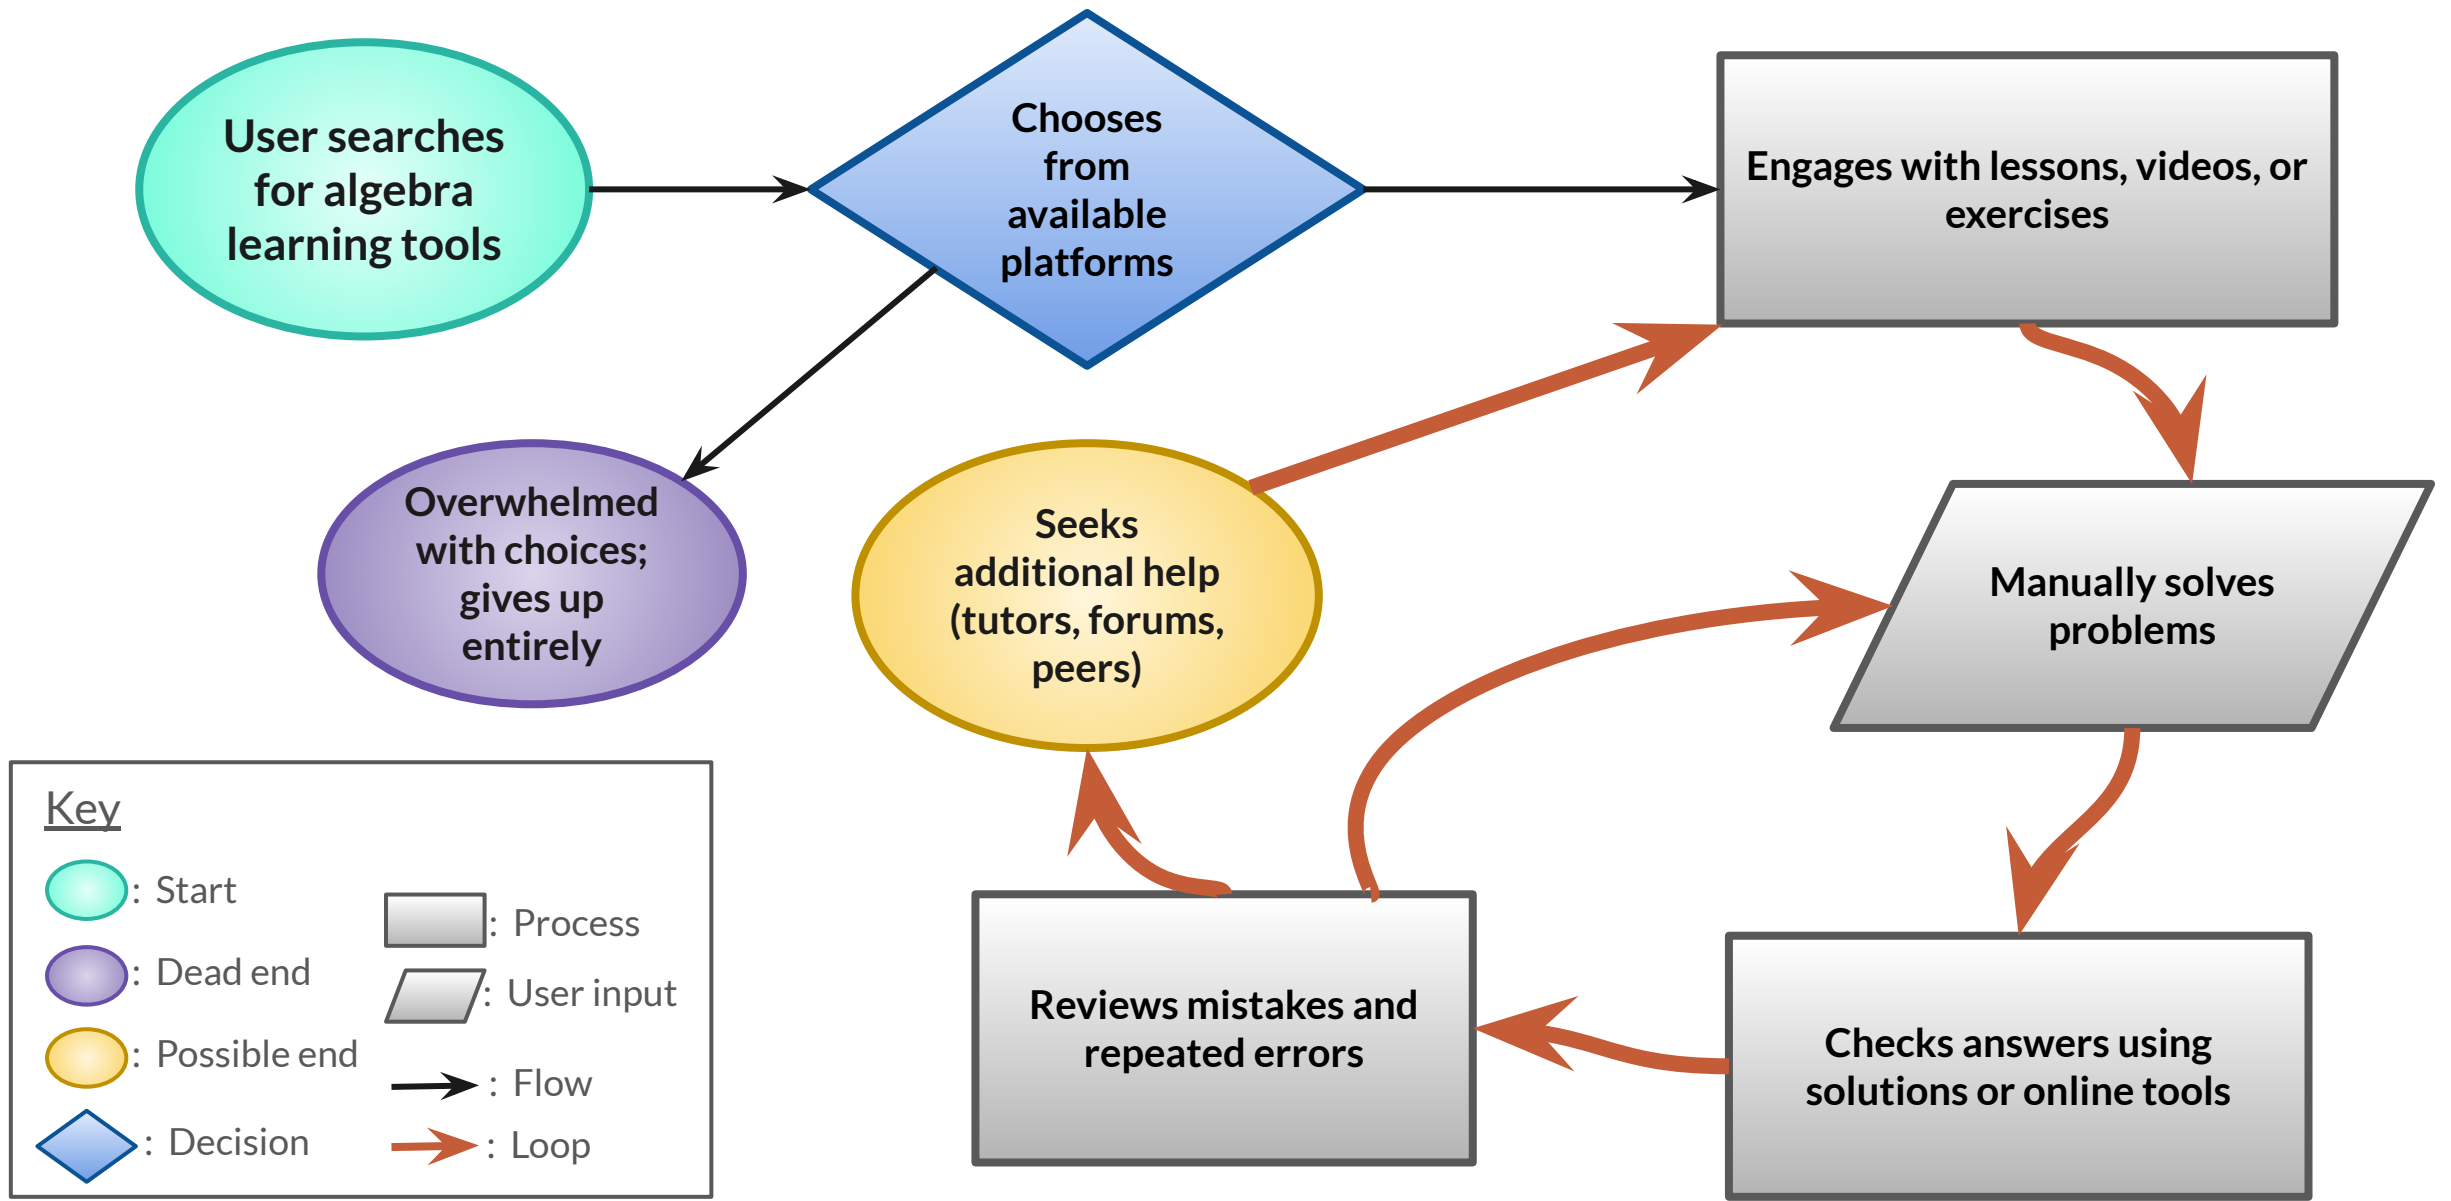 User searches
for algebra
learning tools
Chooses
from
available
platforms
Engages with lessons, videos, or
exercises
Overwhelmed
with choices;
gives up
entirely
Seeks
additional help
(tutors, forums,
peers)
Manually solves
problems
Reviews mistakes and
repeated errors
Checks answers using
solutions or online tools
Key
: Start
: Dead end
: Possible end
: Decision
: Process
: User input
: Flow
: Loop